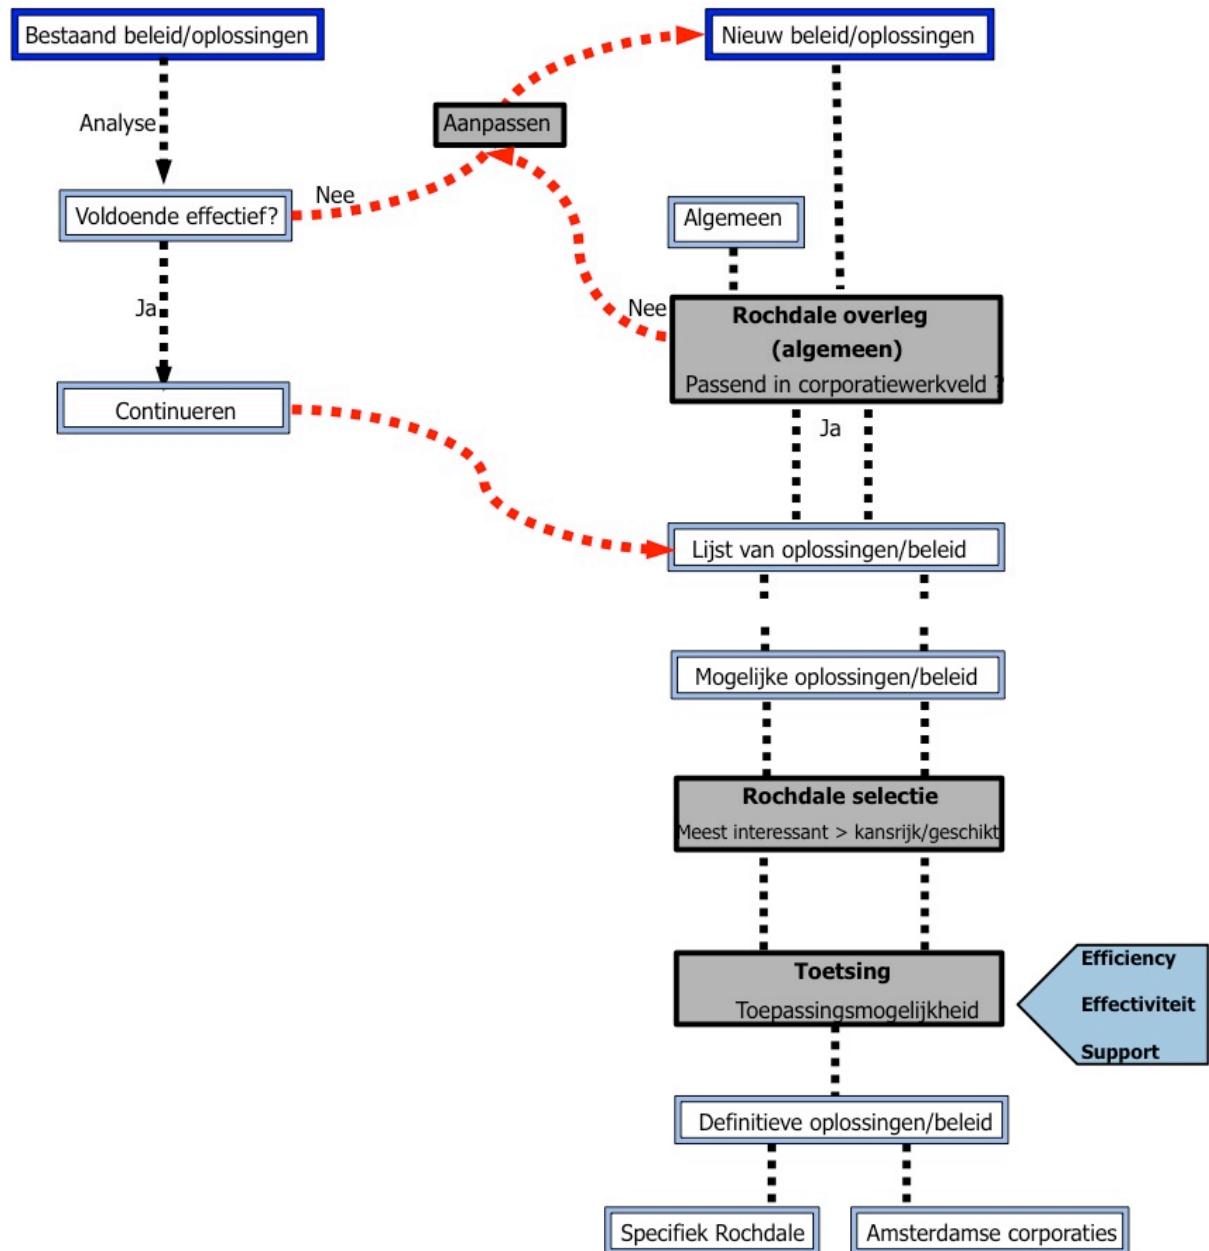 Bestaand beleid/oplossingen
Nieuw beleid/oplossingen
Aanpassen
Analyse
Nee
Voldoende effectief?
Algemeen
Ja
Nee
Rochdale overleg
(algemeen)
Passend in corporatiewerkveld ?
Continueren
Ja
Lijst van oplossingen/beleid
Mogelijke oplossingen/beleid
Rochdale selectie
Meest interessant > kansrijk/geschikt
Toetsing
Toepassingsmogelijkheid
Efficiency
Effectiviteit
Support
Definitieve oplossingen/beleid
Specifiek Rochdale
Amsterdamse corporaties